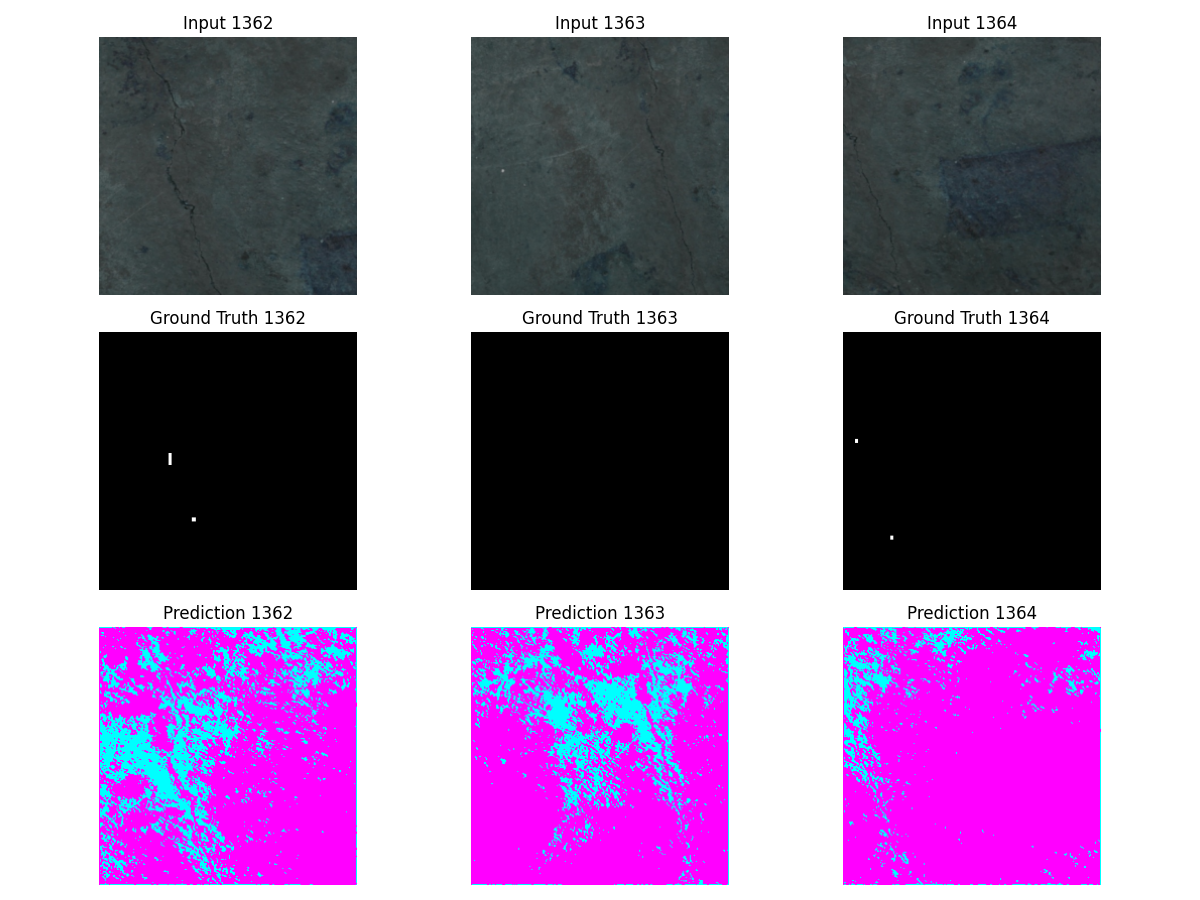 Input 1362
Input 1363
Input 1364
Ground Truth 1362
Ground Truth 1363
Ground Truth 1364
Prediction 1362
Prediction 1363
Prediction 1364